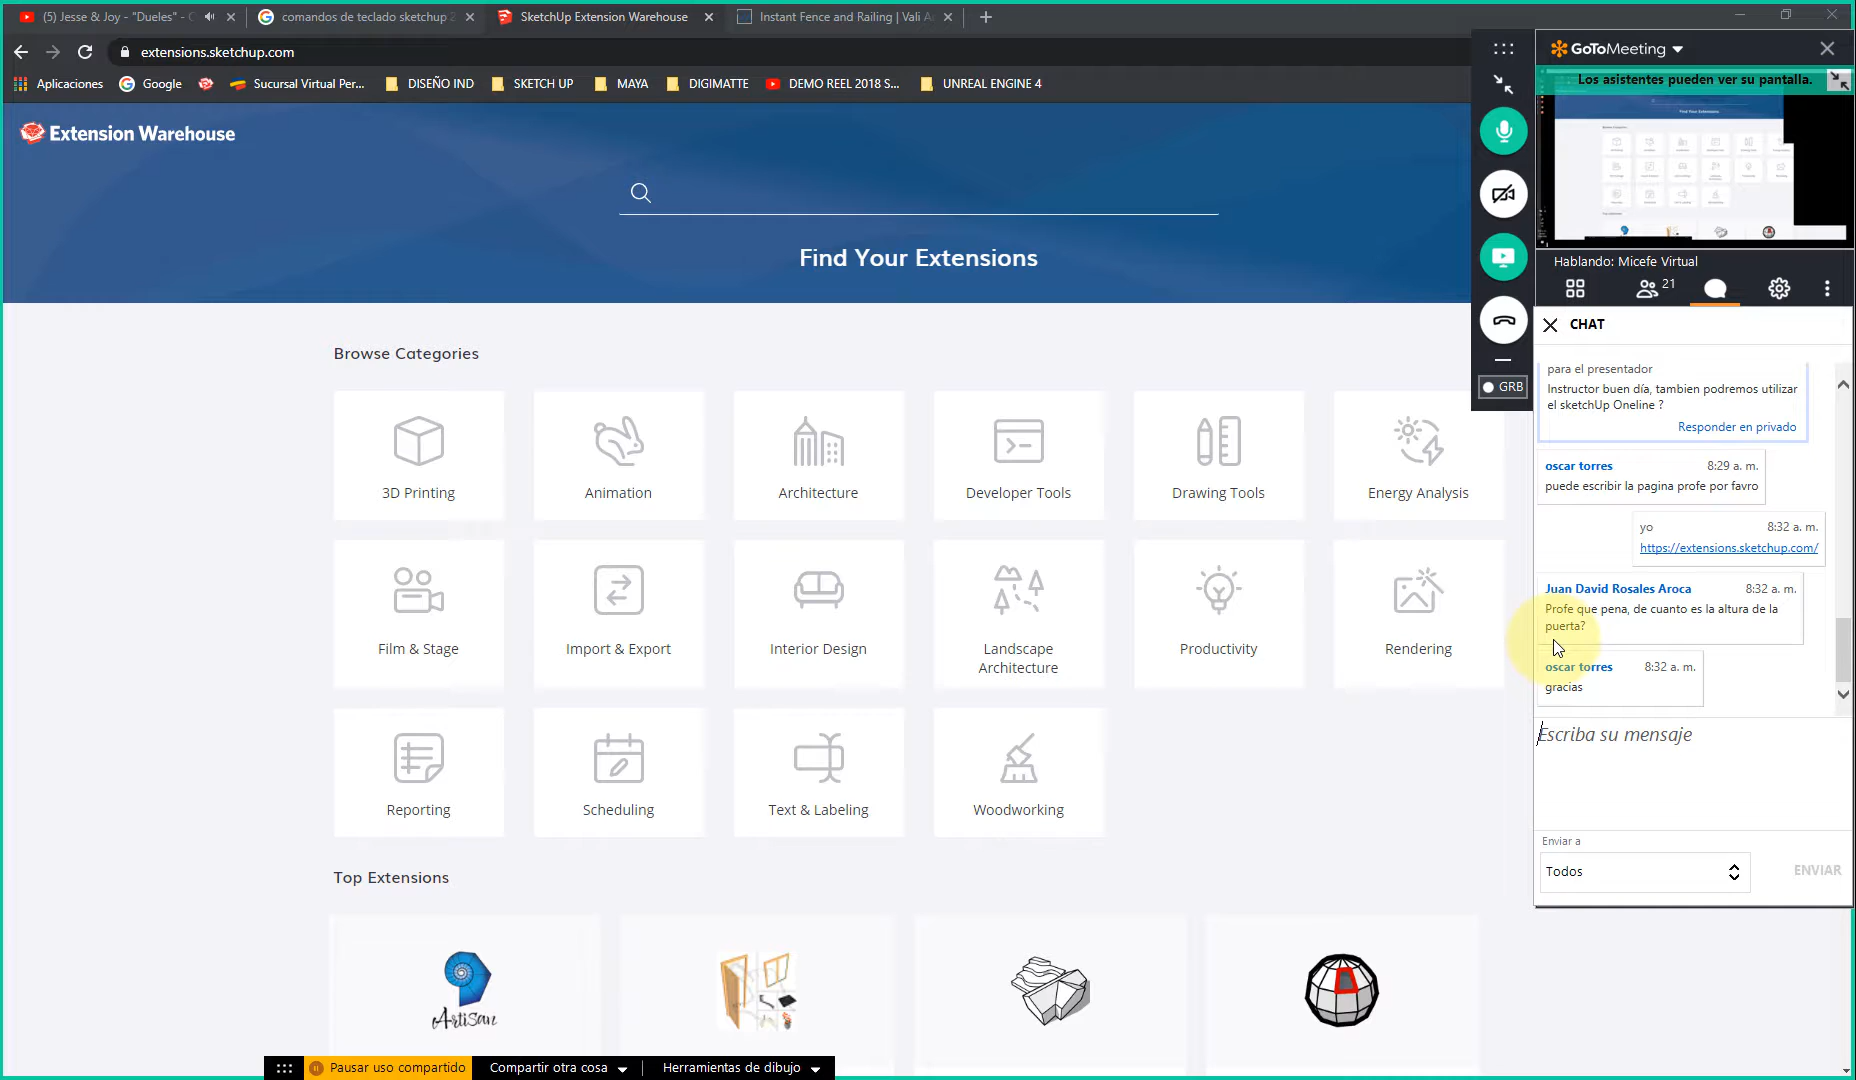 (5) Jesse & Joy - "Dueles" - C
comandos de teclado sketchup 2
SketchUp Extension Warehouse
Instant Fence and Railing | Vali A
extensions.sketchup.com
Aplicaciones
Google
Sucursal Virtual Per...
DISEÑO IND
SKETCH UP
MAYA
DIGIMATTE
DEMO REEL 2018 S...
UNREAL ENGINE 4
Extension Warehouse
Find Your Extensions
Browse Categories
3D Printing
Animation
Architecture
Developer Tools
Drawing Tools
Energy Analysis
Film & Stage
Import & Export
Interior Design
Landscape
Architecture
Productivity
Rendering
Reporting
Scheduling
Text & Labeling
Woodworking
Top Extensions
Artisan
GoToMeeting
Los asistentes pueden ver su pantalla.
Hablando: Micefe Virtual
21
GRB
CHAT
para el presentador
Instructor buen día, tambien podremos utilizar
el sketchUp Oneline ?
Responder en privado
oscar torres 8:29 a. m.
puede escribir la pagina profe por favro
yo 8:32 a. m.
https://extensions.sketchup.com/
Juan David Rosales Aroca 8:32 a. m.
Profe que pena, de cuanto es la altura de la
puerta?
oscar torres 8:32 a. m.
gracias
Escriba su mensaje
Enviar a
Todos
ENVIAR
Pausar uso compartido
Compartir otra cosa
Herramientas de dibujo